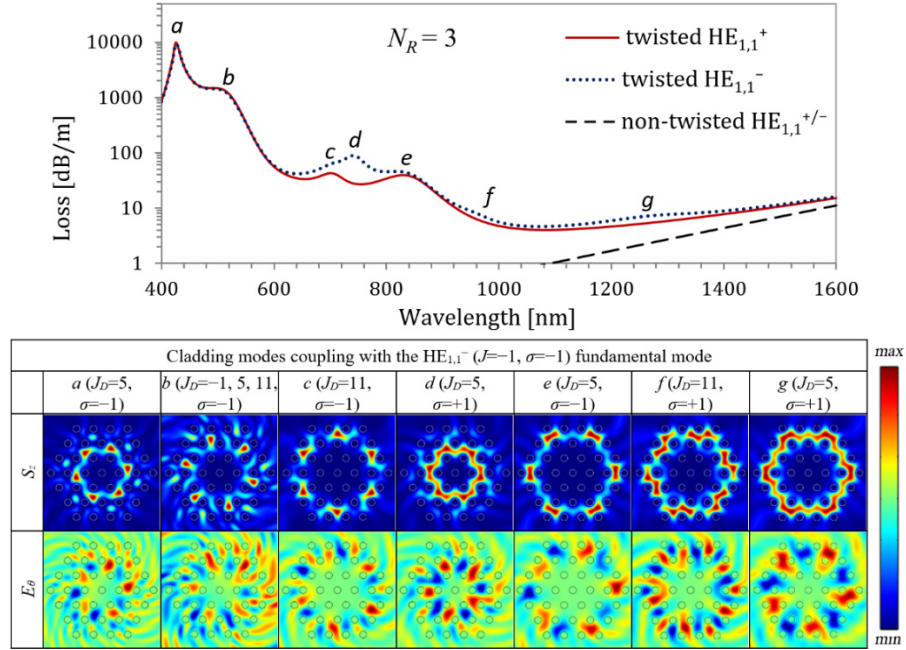 a
N_R = 3
twisted HE1,1+
twisted HE1,1−
non-twisted HE1,1+/−
b
c
d
e
f
g
10000
1000
100
10
1
Loss [dB/m]
400 600 800 1000 1200 1400 1600
Wavelength [nm]
Cladding modes coupling with the HE1,1− (J=−1, σ=−1) fundamental mode
a (J_D=5, σ=−1)
b (J_D=−1, 5, 11, σ=−1)
c (J_D=11, σ=−1)
d (J_D=5, σ=+1)
e (J_D=5, σ=−1)
f (J_D=11, σ=+1)
g (J_D=5, σ=+1)
S_z
E_θ
max
min